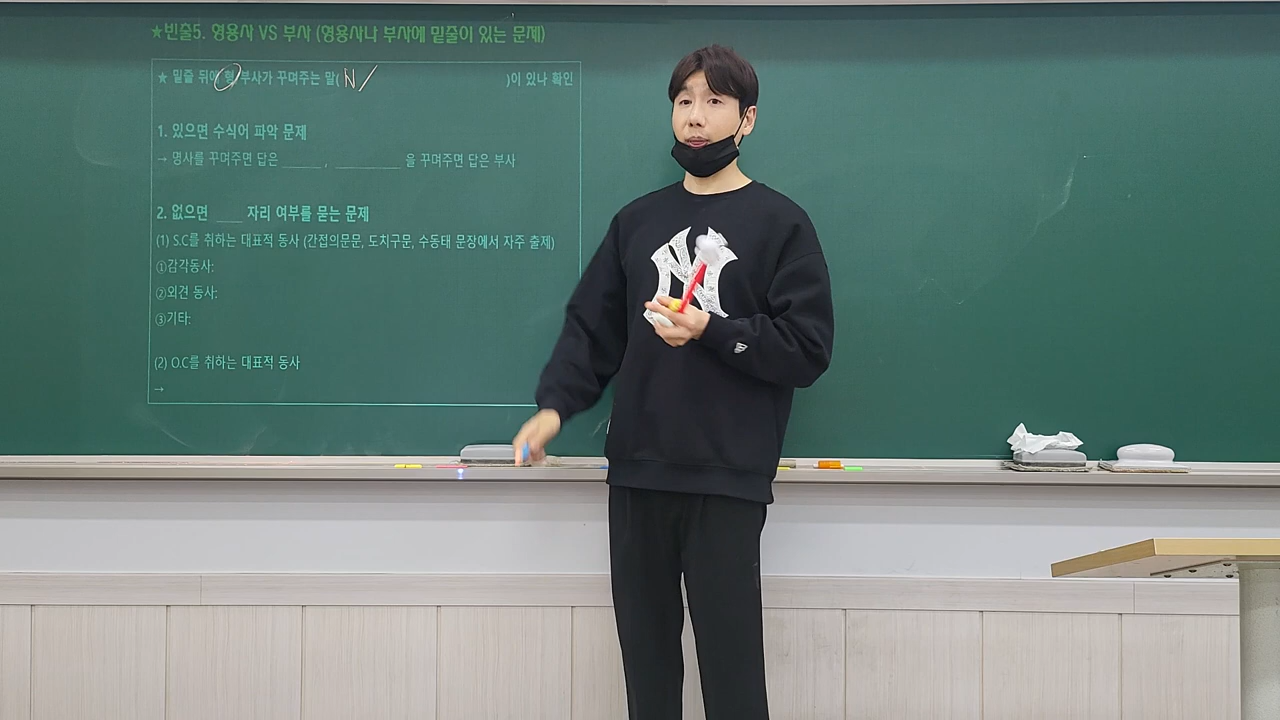 ★빈출5. 형용사 VS 부사 (형용사나 부사에 밑줄이 있는 문제)
★ 밑줄 뒤에 형 부사가 꾸며주는 말( N/ )이 있나 확인
1. 있으면 수식어 파악 문제
→ 명사를 꾸며주면 답은 ______ , __________ 을 꾸며주면 답은 부사
2. 없으면 ____ 자리 여부를 묻는 문제
(1) S.C를 취하는 대표적 동사 (간접의문문, 도치구문, 수동태 문장에서 자주 출제)
①감각동사:
②외견 동사:
③기타:
(2) O.C를 취하는 대표적 동사
→
NY